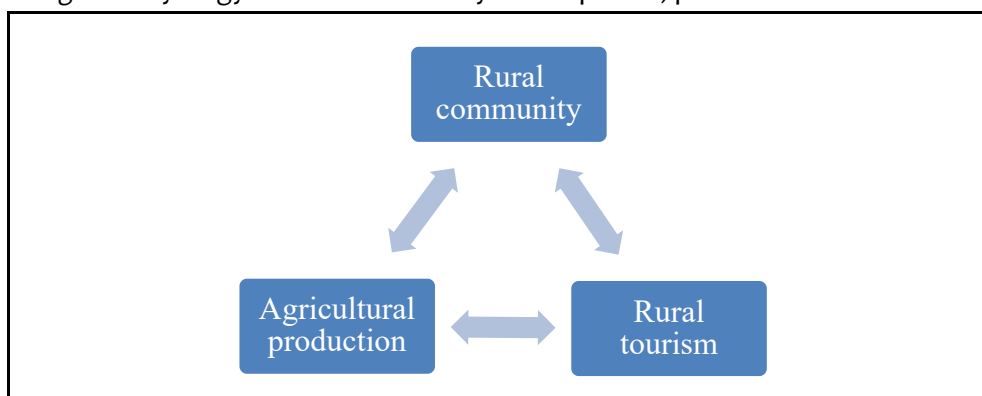 Rural
community
Agricultural
production
Rural
tourism